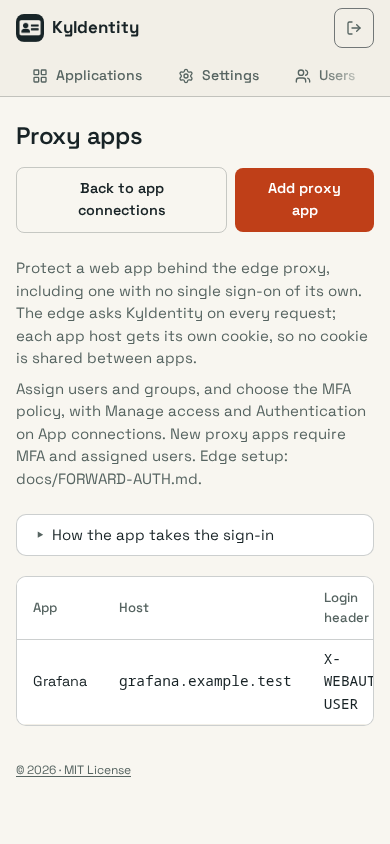 KyIdentity
Applications Settings Users
Proxy apps
Back to app
connections
Add proxy
app
Protect a web app behind the edge proxy,
including one with no single sign-on of its own.
The edge asks KyIdentity on every request;
each app host gets its own cookie, so no cookie
is shared between apps.
Assign users and groups, and choose the MFA
policy, with Manage access and Authentication
on App connections. New proxy apps require
MFA and assigned users. Edge setup:
docs/FORWARD-AUTH.md.
How the app takes the sign-in
App Host Login
header
Grafana grafana.example.test X-
WEBAUT
USER
© 2026 · MIT License